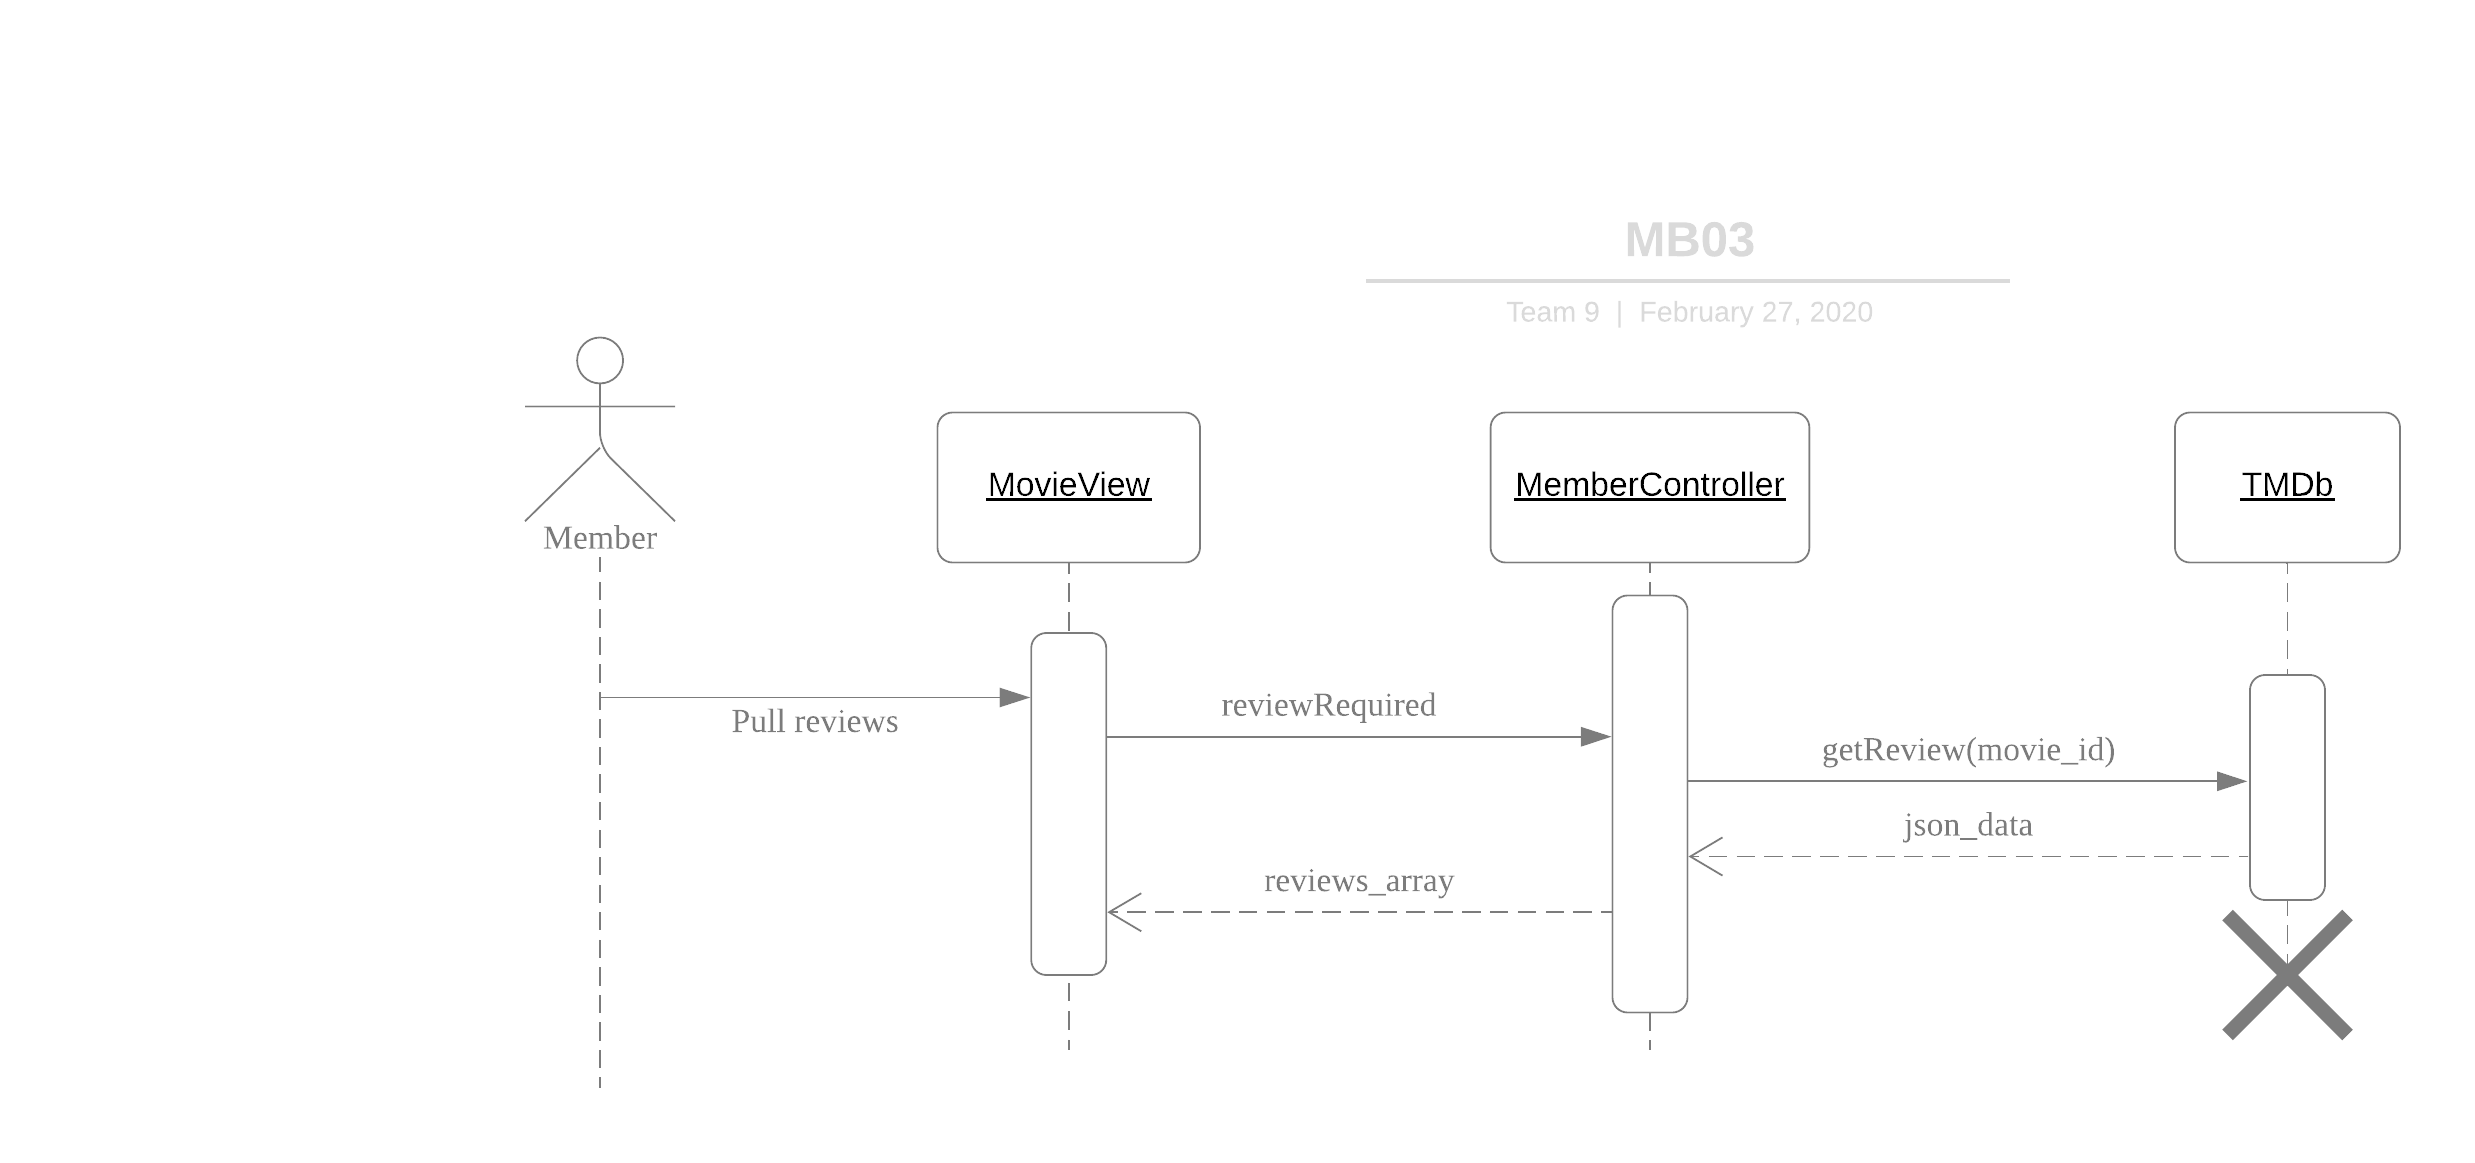 MB03
Team 9 | February 27, 2020
Member
MovieView
MemberController
TMDb
Pull reviews
reviewRequired
getReview(movie_id)
json_data
reviews_array